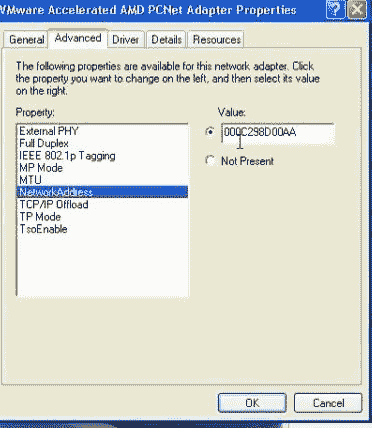 VMware Accelerated AMD PCNet Adapter Properties
General Advanced Driver Details Resources
The following properties are available for this network adapter. Click
the property you want to change on the left, and then select its value
on the right.
Property:
External PHY
Full Duplex
IEEE 802.1p Tagging
MP Mode
MTU
NetworkAddress
TCP/IP Offload
TP Mode
TsoEnable
Value:
000C298D00AA
Not Present
OK Cancel